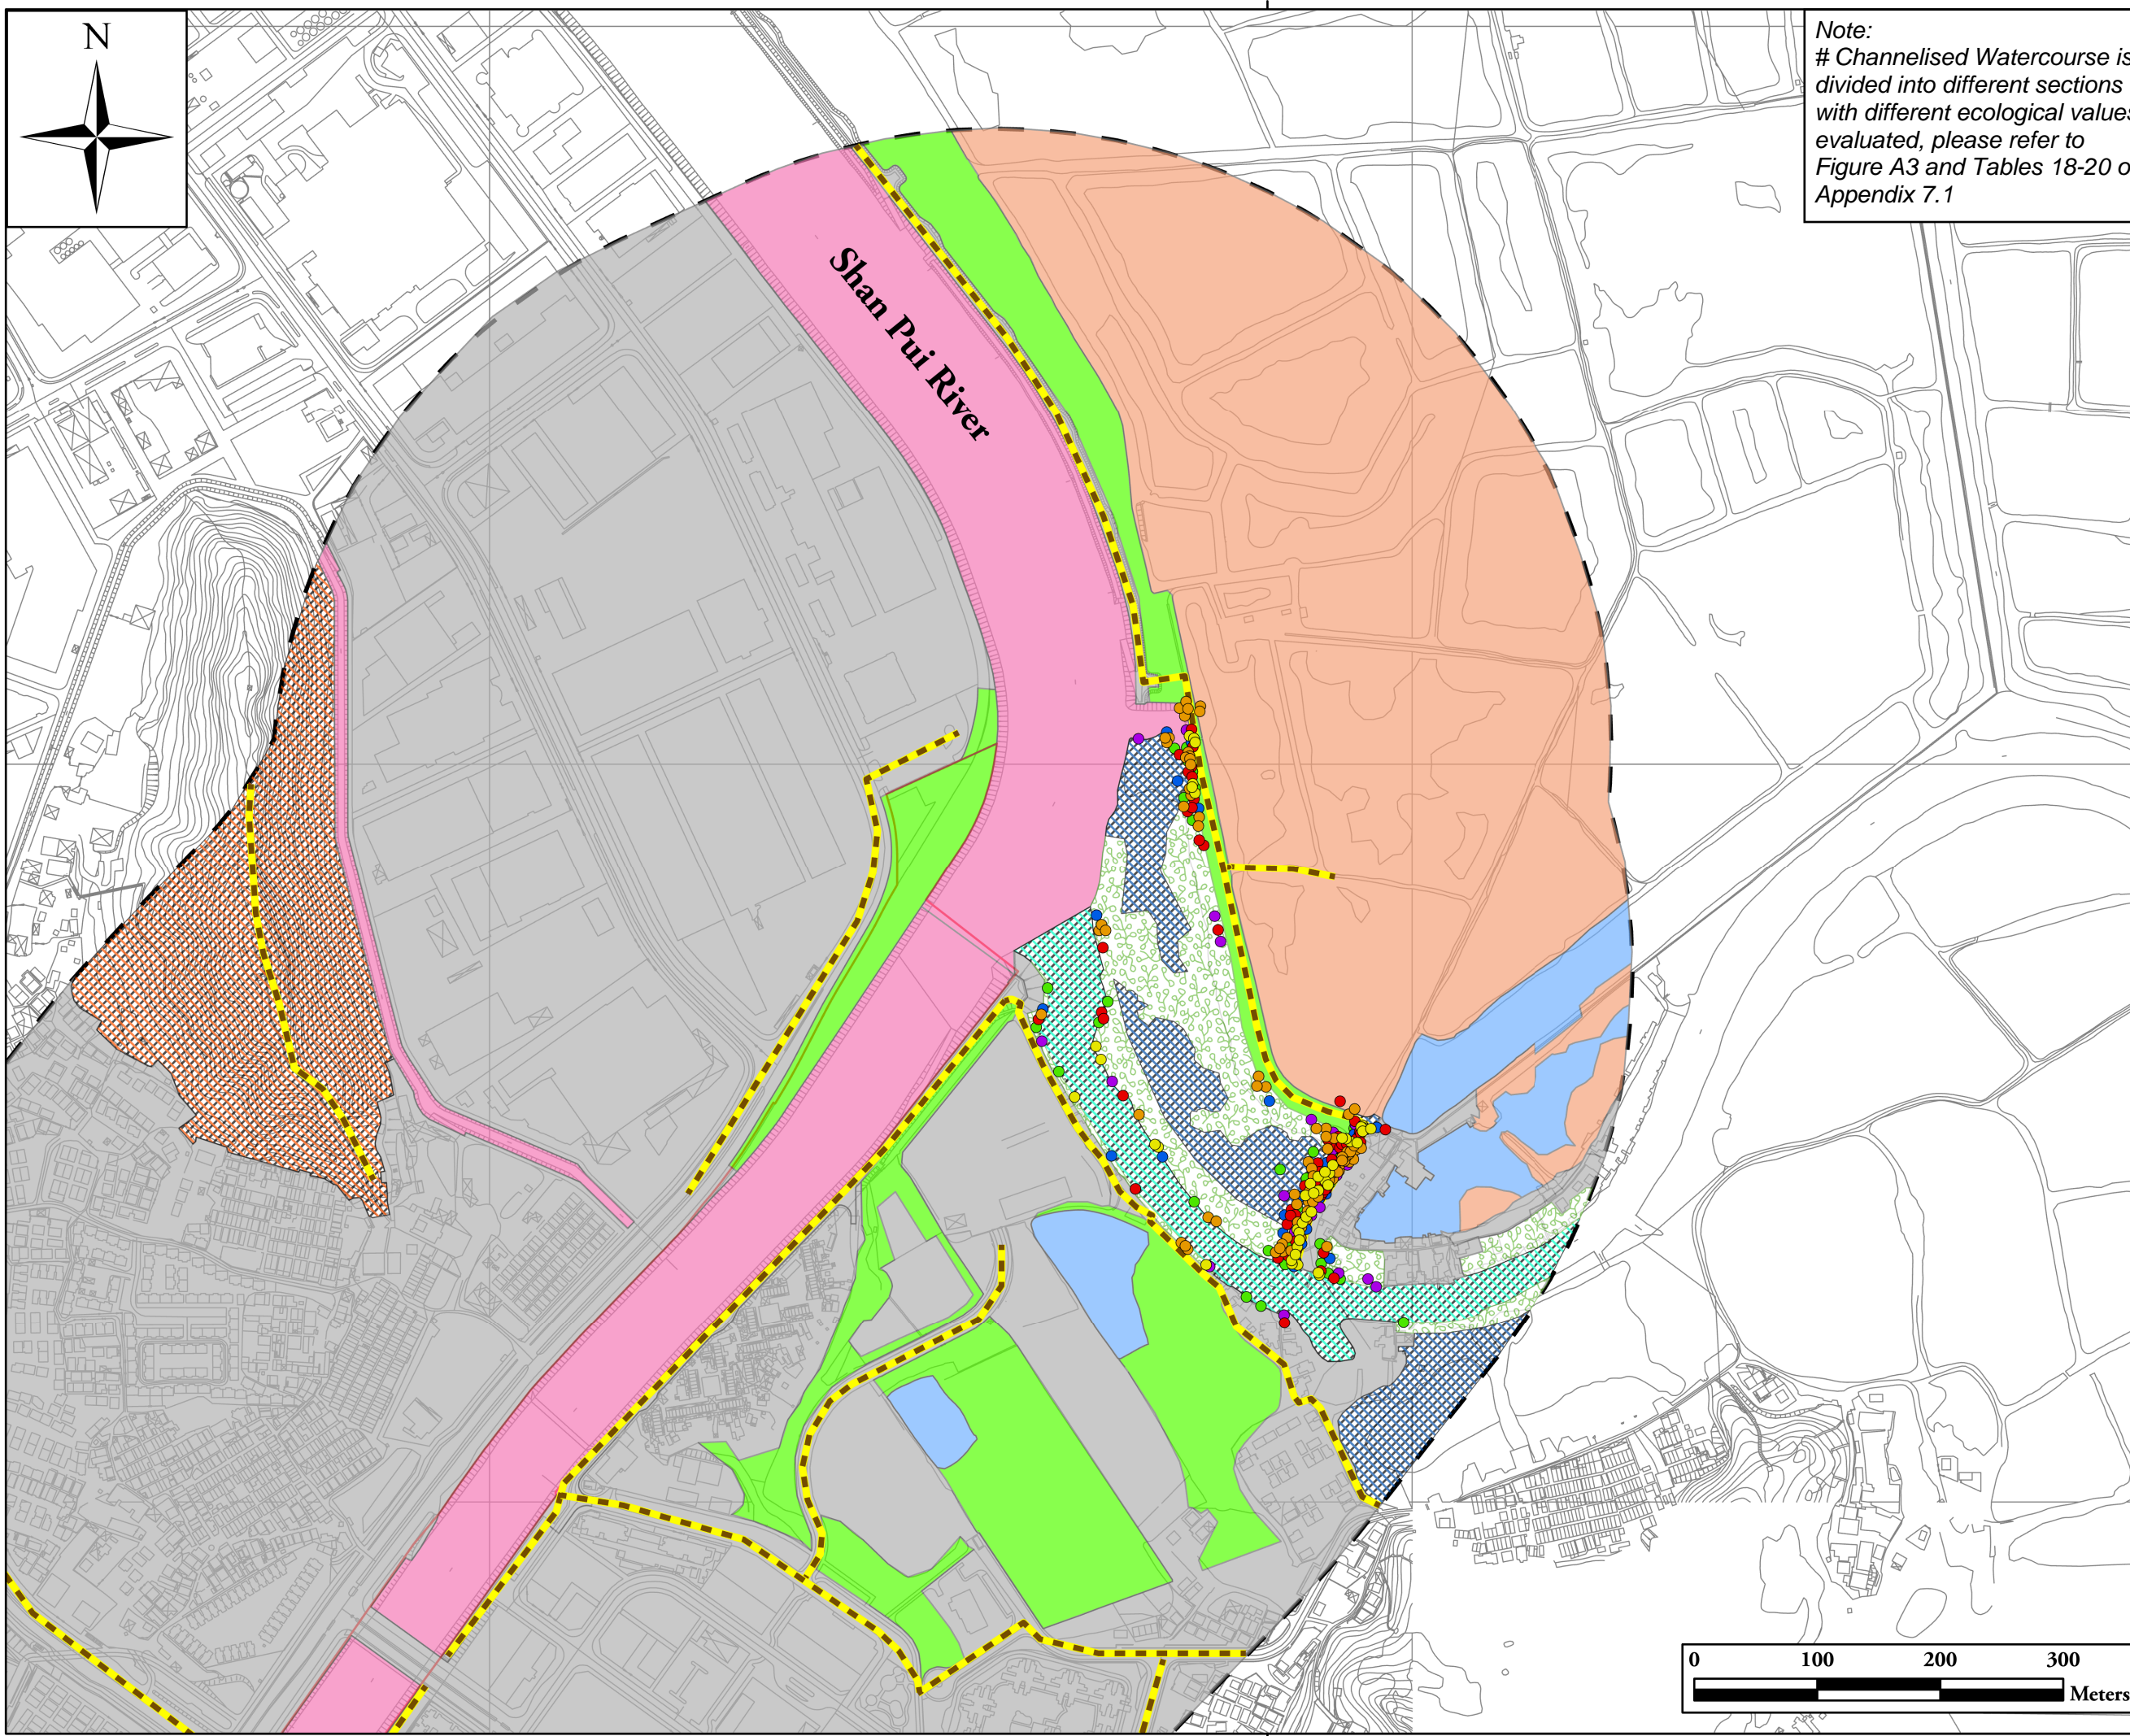 N
Note:
# Channelised Watercourse is
divided into different sections
with different ecological values
evaluated, please refer to
Figure A3 and Tables 18-20 o
Appendix 7.1
Shan Pui River
0 100 200 300
Meters